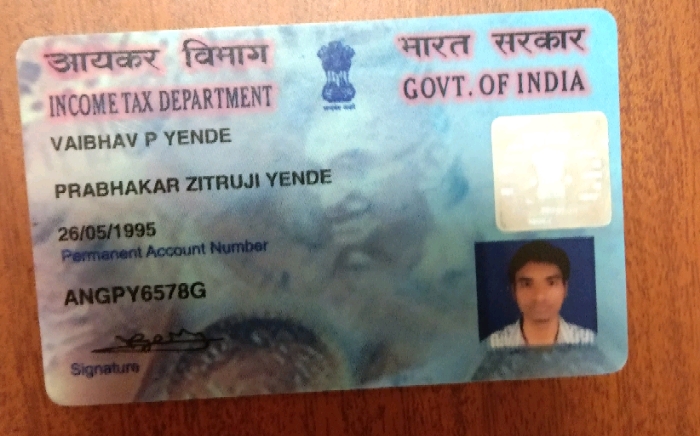 आयकर विभाग
भारत सरकार
INCOME TAX DEPARTMENT
GOVT. OF INDIA
VAIBHAV P YENDE
PRABHAKAR ZITRUJI YENDE
26/05/1995
Permanent Account Number
ANGPY6578G
Signature